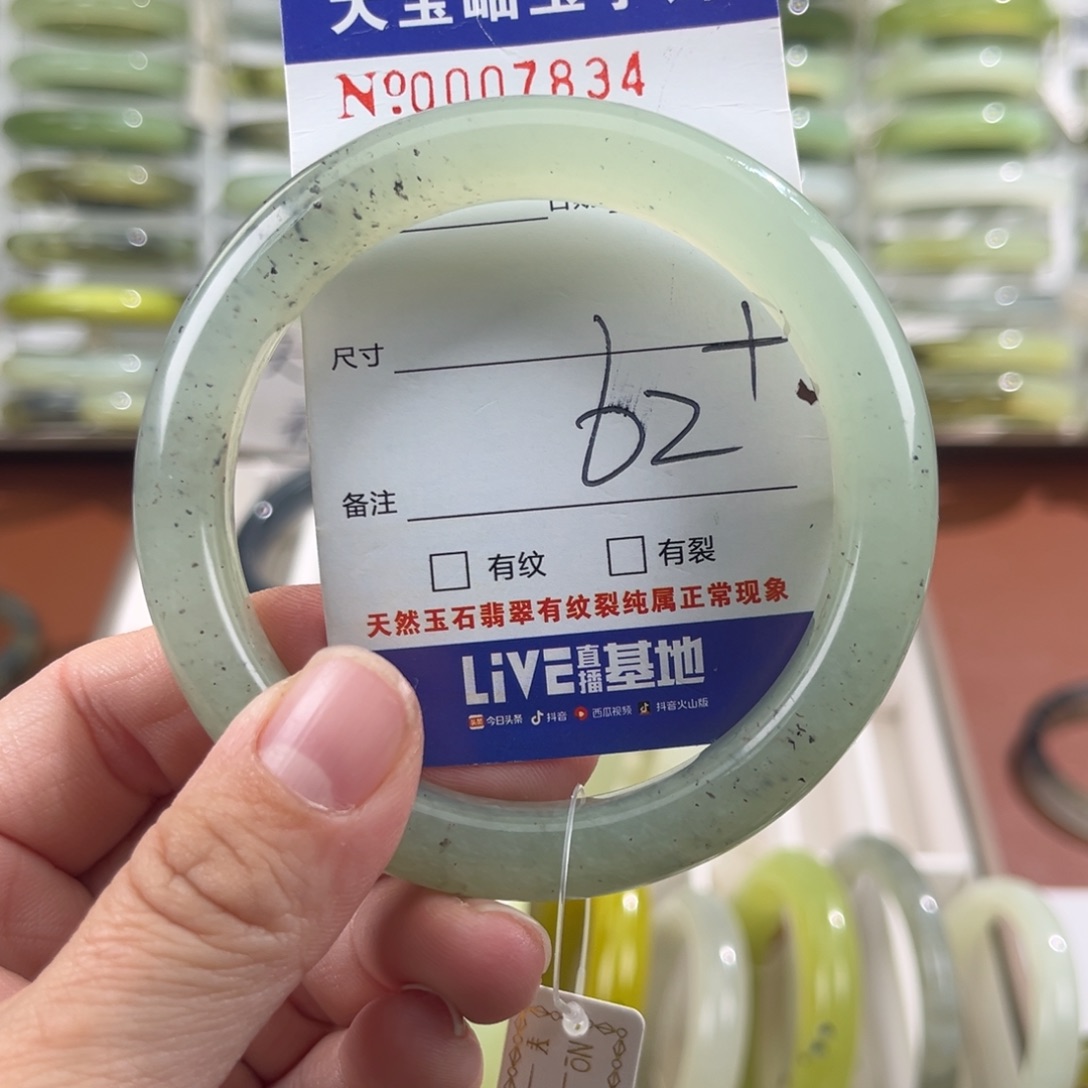 №0007834
尺寸 62+
备注
有纹 有裂
天然玉石翡翠有纹裂纯属正常现象
LiVE直播基地
今日头条 抖音 西瓜视频 抖音火山版
NO